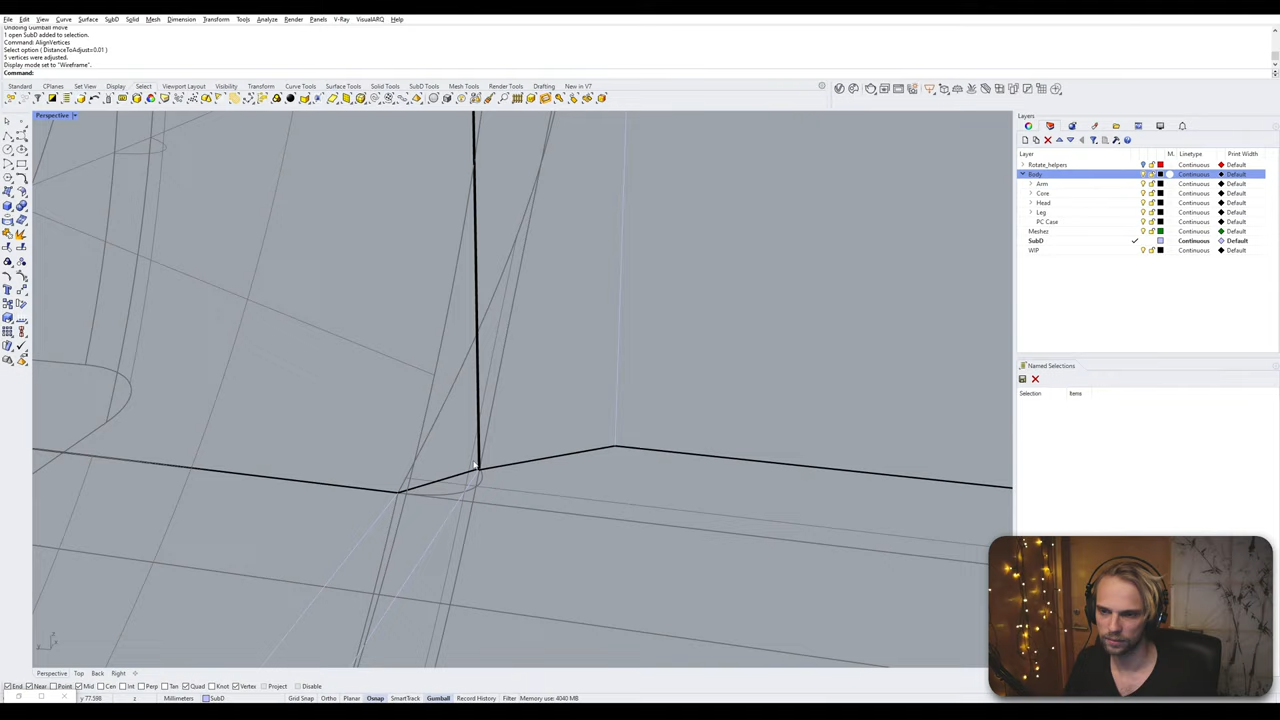 File Edit View Curve Surface SubD Solid Mesh Dimension Transform Tools Analyze Render Panels V-Ray VisualARQ Help
Undoing Gumball move
1 open SubD added to selection.
Command: AlignVertices
Select option ( DistanceToAdjust=0.01 )
5 vertices were adjusted.
Display mode set to "Wireframe".
Command:
Standard CPlanes Set View Display Select Viewport Layout Visibility Transform Curve Tools Surface Tools Solid Tools SubD Tools Mesh Tools Render Tools Drafting New in V7
Perspective
Layers
Layer M. Linetype Print Width
Rotate_helpers Continuous Default
Body Continuous Default
Arm Continuous Default
Core Continuous Default
Head Continuous Default
Leg Continuous Default
PC Case Continuous Default
Meshez Continuous Default
SubD Continuous Default
WIP Continuous Default
Named Selections
Selection Items
Perspective Top Back Right
End Near Point Mid Cen Int Perp Tan Quad Knot Vertex Project Disable
y 77.598 z Millimeters SubD Grid Snap Ortho Planar Osnap SmartTrack Gumball Record History Filter Memory use: 4040 MB